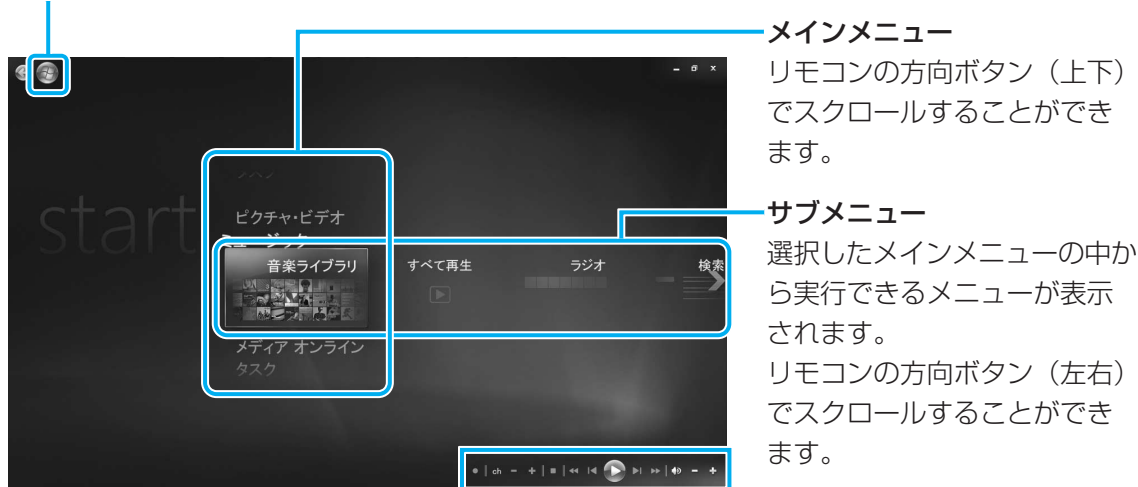 メインメニュー
リモコンの方向ボタン（上下）
でスクロールすることができ
ます。
サブメニュー
選択したメインメニューの中か
ら実行できるメニューが表示
されます。
リモコンの方向ボタン（左右）
でスクロールすることができ
ます。
start
ピクチャ・ビデオ
ミュージック
音楽ライブラリ
すべて再生
ラジオ
検索
メディア オンライン
タスク
ch